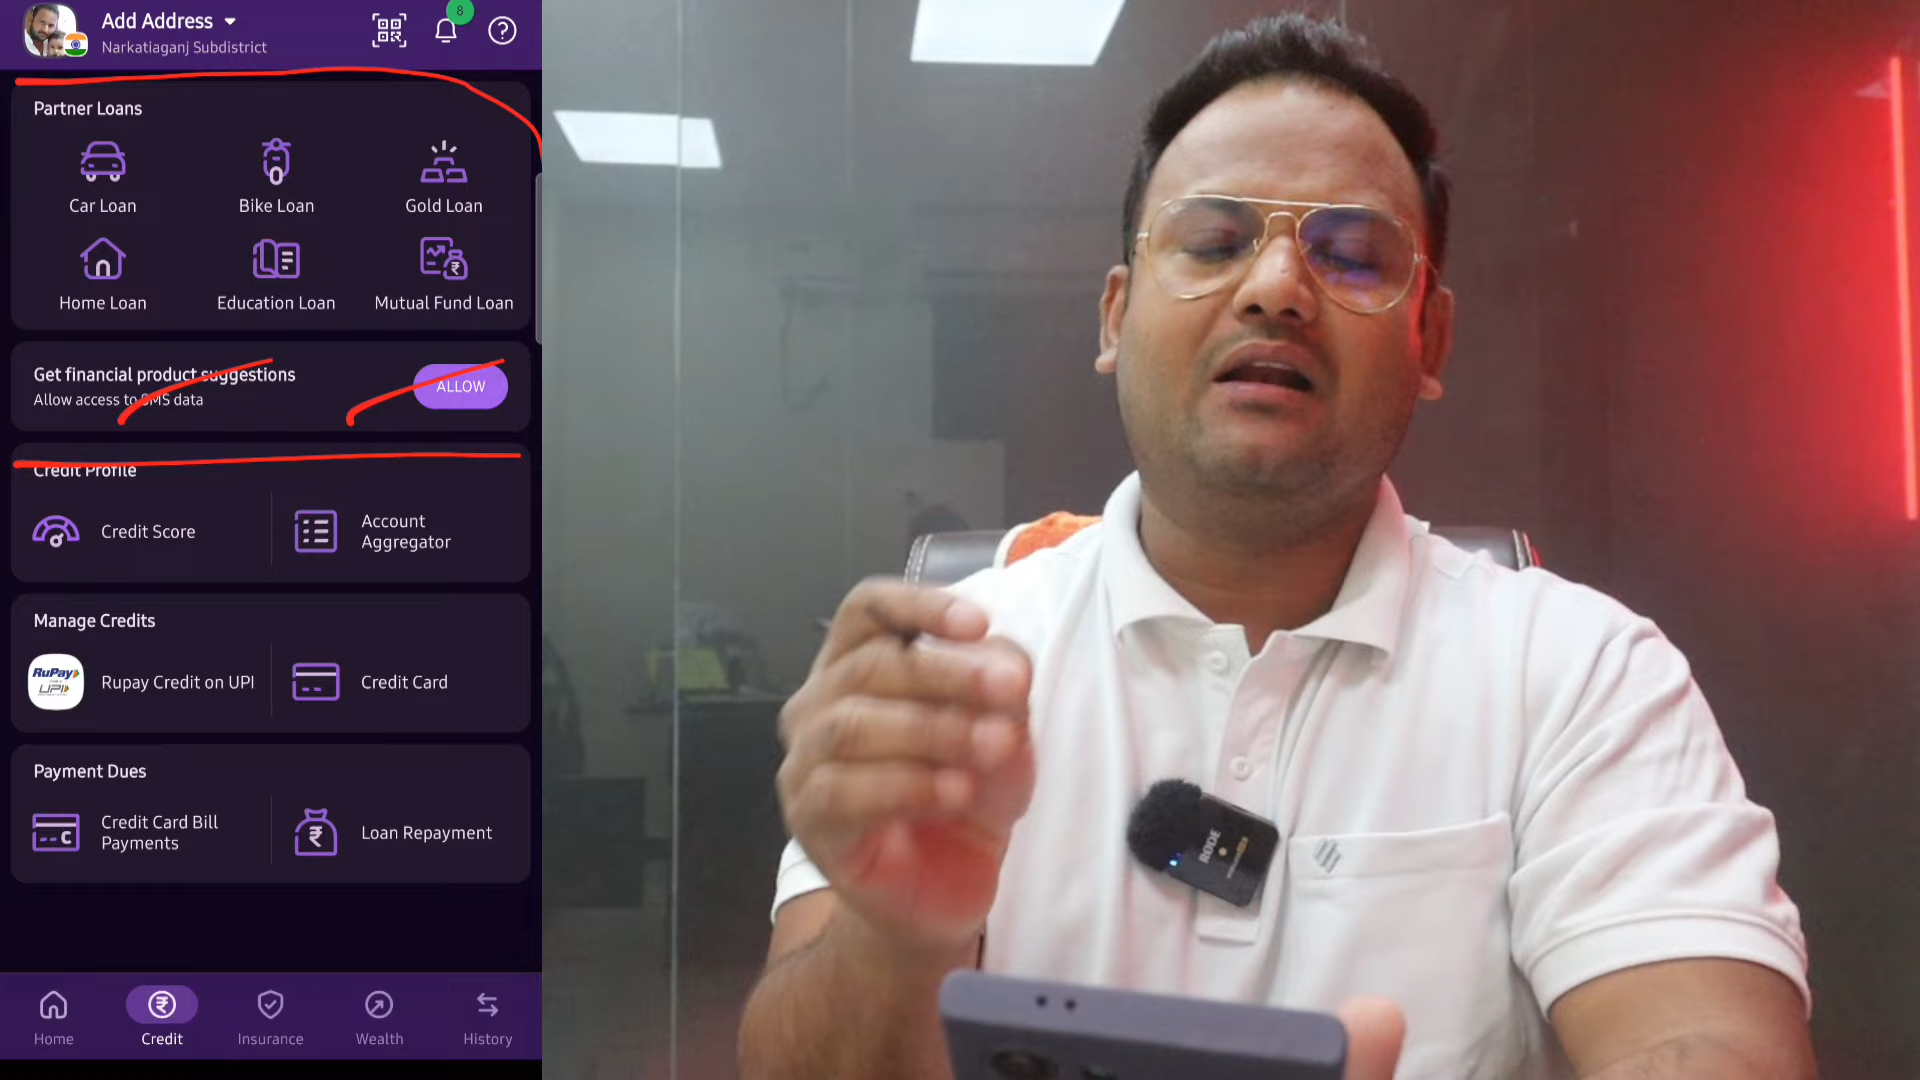 Add Address
8
Narkatiaganj Subdistrict
Partner Loans
Car Loan
Bike Loan
Gold Loan
Home Loan
Education Loan
Mutual Fund Loan
Get financial product suggestions
Allow access to SMS data
ALLOW
Credit Profile
Credit Score
Account
Aggregator
Manage Credits
RuPay
UPI
Rupay Credit on UPI
Credit Card
Payment Dues
Credit Card Bill
Payments
Loan Repayment
Home
Credit
Insurance
Wealth
History
RODE